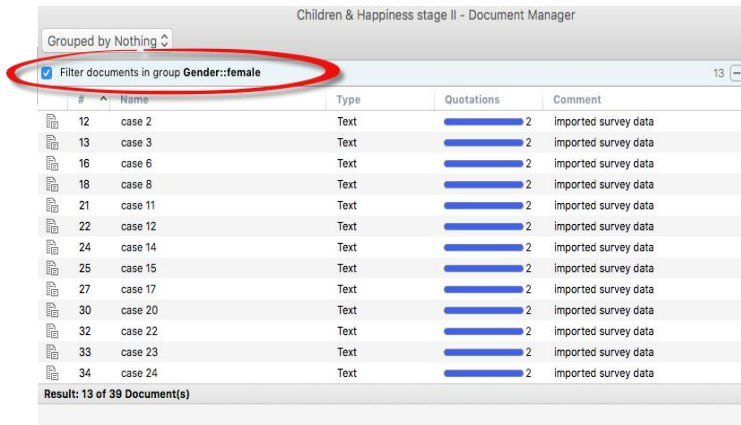 Children & Happiness stage II - Document Manager
Grouped by Nothing
Filter documents in group Gender::female 13
# Name Type Quotations Comment
12 case 2 Text 2 imported survey data
13 case 3 Text 2 imported survey data
16 case 6 Text 2 imported survey data
18 case 8 Text 2 imported survey data
21 case 11 Text 2 imported survey data
22 case 12 Text 2 imported survey data
24 case 14 Text 2 imported survey data
25 case 15 Text 2 imported survey data
27 case 17 Text 2 imported survey data
30 case 20 Text 2 imported survey data
32 case 22 Text 2 imported survey data
33 case 23 Text 2 imported survey data
34 case 24 Text 2 imported survey data
Result: 13 of 39 Document(s)